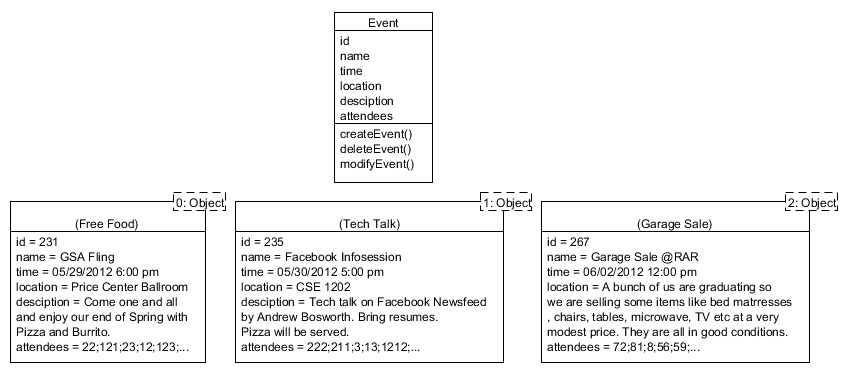 Event
id
name
time
location
desciption
attendees
createEvent()
deleteEvent()
modifyEvent()
0: Object
(Free Food)
id = 231
name = GSA Fling
time = 05/29/2012 6:00 pm
location = Price Center Ballroom
desciption = Come one and all
and enjoy our end of Spring with
Pizza and Burrito.
attendees = 22;121;23;12;123;...
1: Object
(Tech Talk)
id = 235
name = Facebook Infosession
time = 05/30/2012 5:00 pm
location = CSE 1202
desciption = Tech talk on Facebook Newsfeed
by Andrew Bosworth. Bring resumes.
Pizza will be served.
attendees = 222;211;3;13;1212;...
2: Object
(Garage Sale)
id = 267
name = Garage Sale @RAR
time = 06/02/2012 12:00 pm
location = A bunch of us are graduating so
we are selling some items like bed matrresses
, chairs, tables, microwave, TV etc at a very
modest price. They are all in good conditions.
attendees = 72;81;8;56;59;...